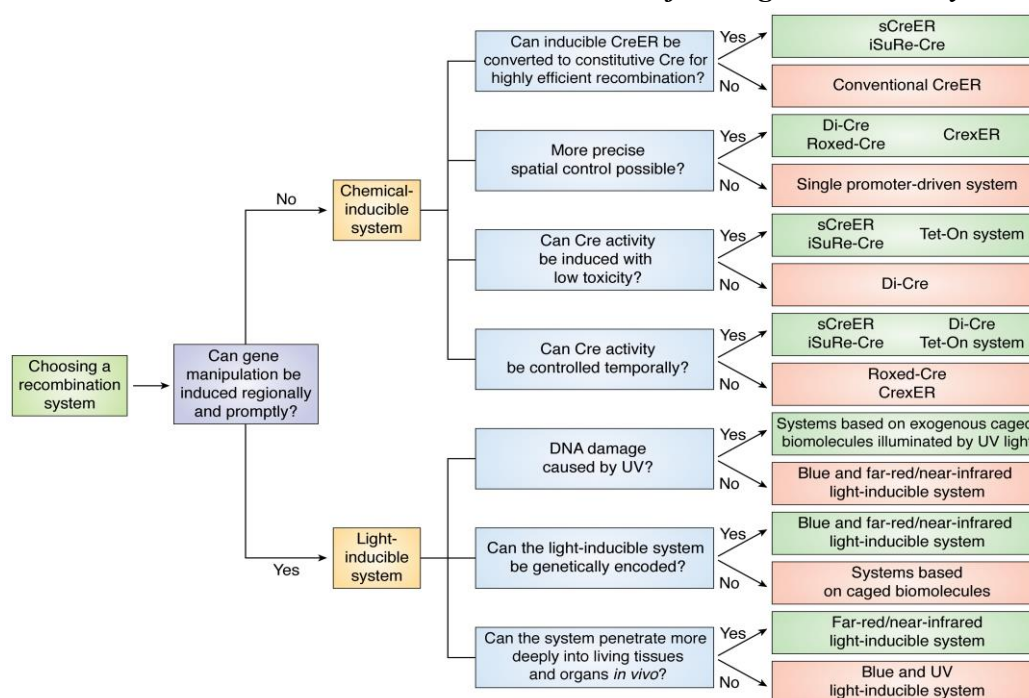 Choosing a
recombination
system
Can gene
manipulation be
induced regionally
and promptly?
No
Yes
Chemical-
inducible
system
Light-
inducible
system
Can inducible CreER be
converted to constitutive Cre for
highly efficient recombination?
Yes
No
sCreER
iSuRe-Cre
Conventional CreER
More precise
spatial control possible?
Yes
No
Di-Cre
Roxed-Cre
CrexER
Single promoter-driven system
Can Cre activity
be induced with
low toxicity?
Yes
No
sCreER
iSuRe-Cre
Tet-On system
Di-Cre
Can Cre activity
be controlled temporally?
Yes
No
sCreER
iSuRe-Cre
Di-Cre
Tet-On system
Roxed-Cre
CrexER
DNA damage
caused by UV?
Yes
No
Systems based on exogenous caged
biomolecules illuminated by UV light
Blue and far-red/near-infrared
light-inducible system
Can the light-inducible system
be genetically encoded?
Yes
No
Blue and far-red/near-infrared
light-inducible system
Systems based
on caged biomolecules
Can the system penetrate more
deeply into living tissues
and organs in vivo?
Yes
No
Far-red/near-infrared
light-inducible system
Blue and UV
light-inducible system